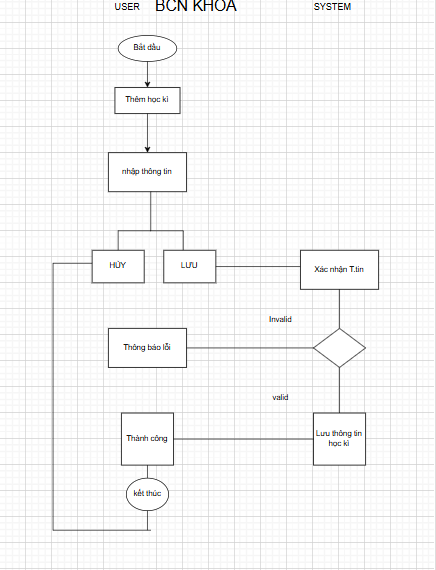 USER BCN KHOA SYSTEM
Bắt đầu
Thêm học kì
nhập thông tin
HỦY LƯU Xác nhận T.tin
Invalid
Thông báo lỗi
valid
Thành công Lưu thông tin
học kì
kết thúc